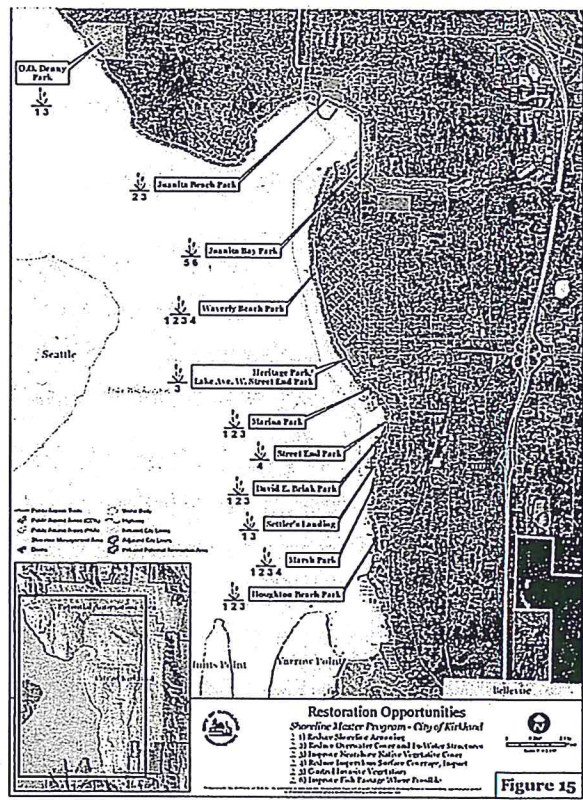 O.O. Denny
Park
1 3
2 3
Juanita Beach Park
Juanita Bay Park
5 6
Waverly Beach Park
1 2 3 4
Seattle
Heritage Park/
Lake Ave. W. Street End Park
3
Marina Park
1 2 3
Street End Park
4
David E. Brink Park
1 2 3
Settler's Landing
1 3
Marsh Park
1 2 3 4
Houghton Beach Park
1 2 3
Hunts Point
Yarrow Point
Bellevue
Restoration Opportunities
Shoreline Master Program - City of Kirkland
1) Reduce Shoreline Armoring
2) Reduce Overwater Cover and In-Water Structures
3) Improve Nearshore Native Vegetative Cover
4) Reduce Impervious Surface Coverage, Impact
5) Control Invasive Vegetation
6) Improve Fish Passage Where Possible
Figure 15